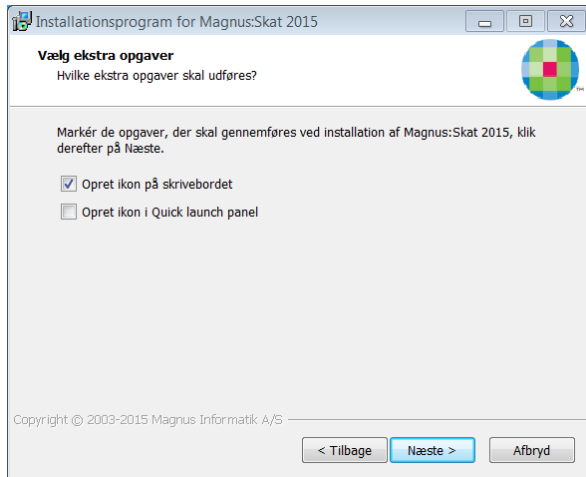 Installationsprogram for Magnus:Skat 2015
Vælg ekstra opgaver
Hvilke ekstra opgaver skal udføres?
TM
Markér de opgaver, der skal gennemføres ved installation af Magnus:Skat 2015, klik
derefter på Næste.
Opret ikon på skrivebordet
Opret ikon i Quick launch panel
Copyright © 2003-2015 Magnus Informatik A/S
< Tilbage
Næste >
Afbryd